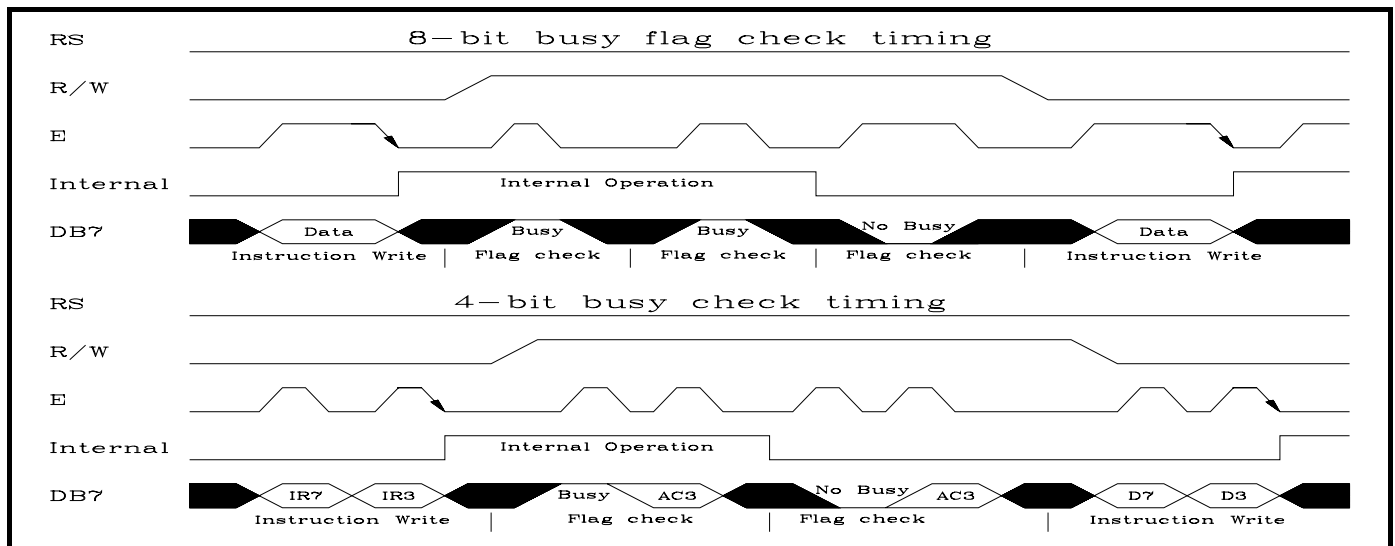 RS 8-bit busy flag check timing
R/W
E
Internal Internal Operation
DB7 Data Busy Busy No Busy Data
Instruction Write Flag check Flag check Flag check Instruction Write
RS 4-bit busy check timing
R/W
E
Internal Internal Operation
DB7 IR7 IR3 Busy AC3 No Busy AC3 D7 D3
Instruction Write Flag check Flag check Instruction Write